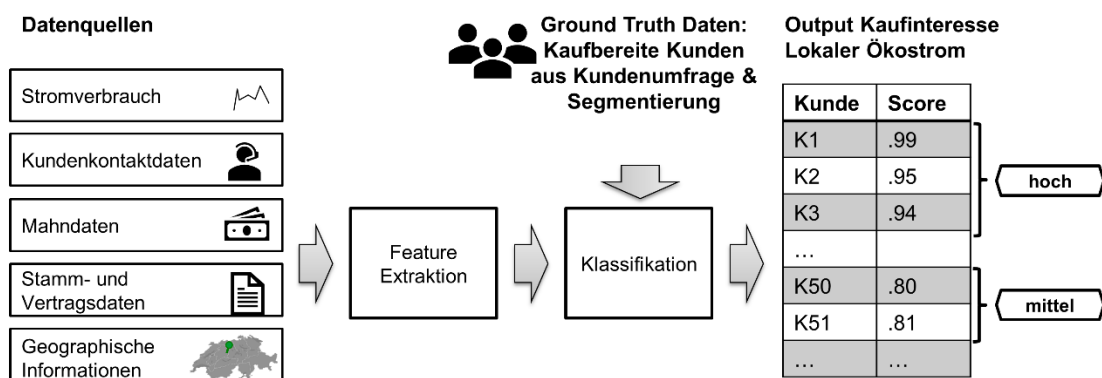 Datenquellen
Stromverbrauch
Kundenkontaktdaten
Mahndaten
Stamm- und
Vertragsdaten
Geographische
Informationen
Feature
Extraktion
Ground Truth Daten:
Kaufbereite Kunden
aus Kundenumfrage &
Segmentierung
Klassifikation
Output Kaufinteresse
Lokaler Ökostrom
Kunde Score
K1 .99
K2 .95
K3 .94
…
K50 .80
K51 .81
… …
hoch
mittel